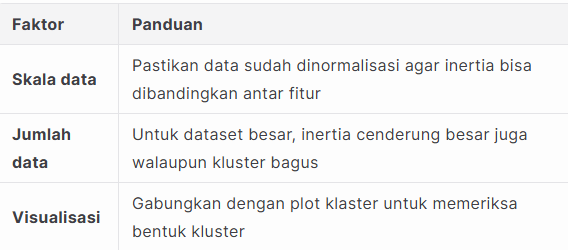 Faktor Panduan
Skala data
Pastikan data sudah dinormalisasi agar inertia bisa
dibandingkan antar fitur
Jumlah
data
Untuk dataset besar, inertia cenderung besar juga
walaupun kluster bagus
Visualisasi
Gabungkan dengan plot klaster untuk memeriksa
bentuk kluster